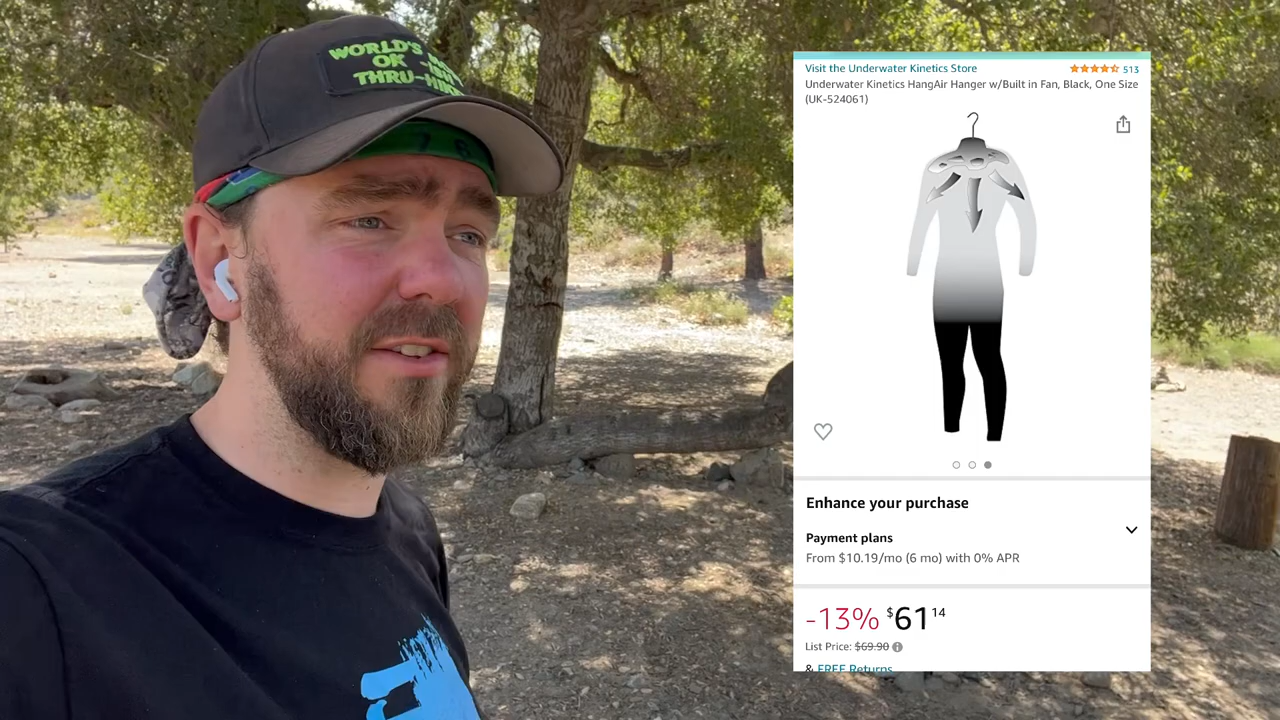 WORLD'S
OK
THRU-
Visit the Underwater Kinetics Store
513
Underwater Kinetics HangAir Hanger w/Built in Fan, Black, One Size
(UK-524061)
Enhance your purchase
Payment plans
From $10.19/mo (6 mo) with 0% APR
-13% $61 14
List Price: $69.90
& FREE Returns